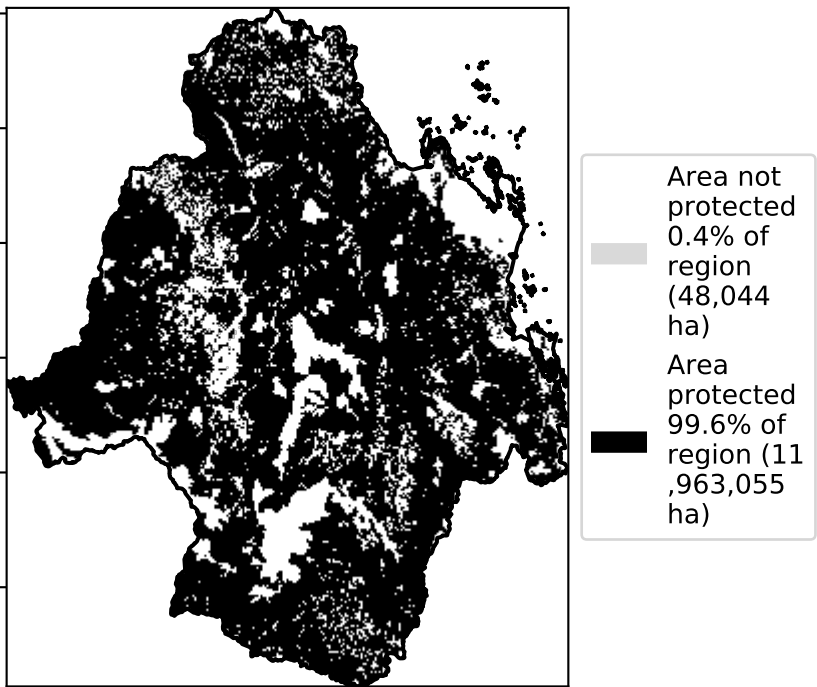 Area not
protected
0.4% of
region
(48,044
ha)
Area
protected
99.6% of
region (11
,963,055
ha)